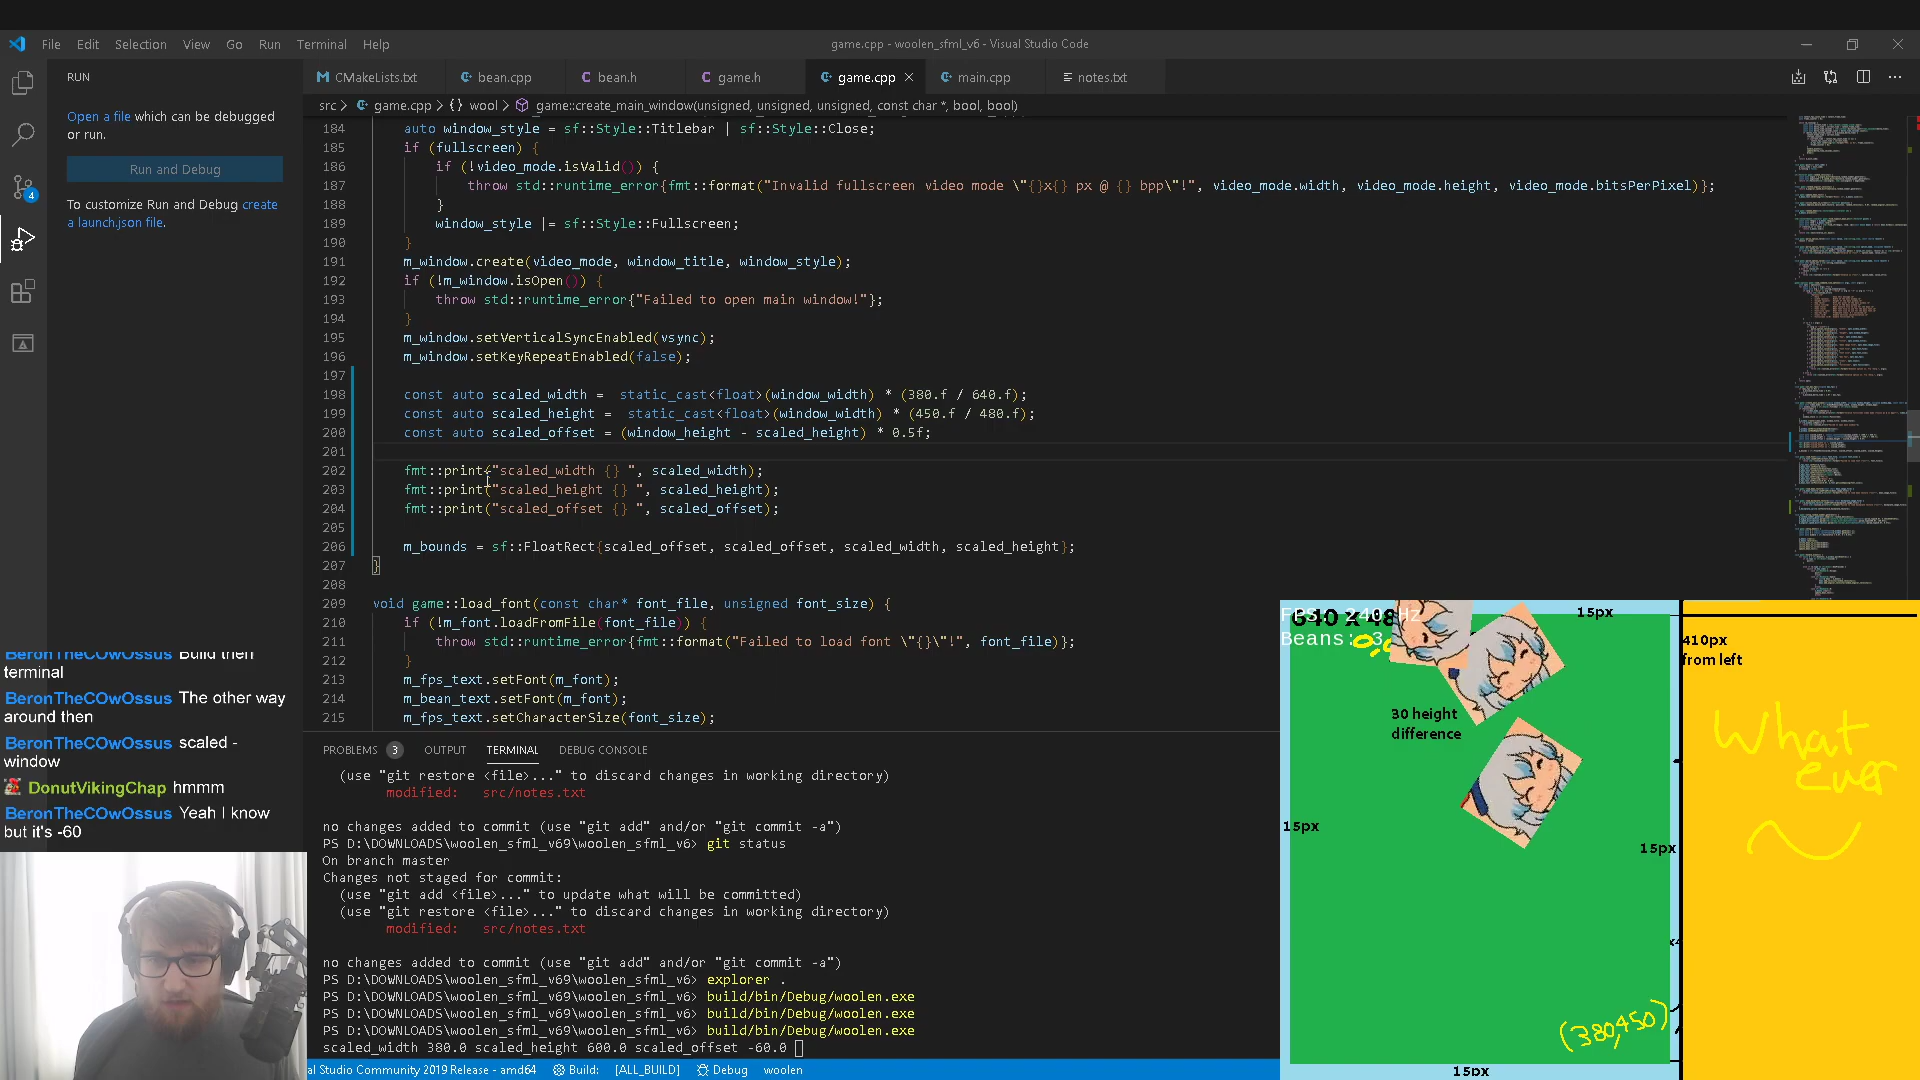 File Edit Selection View Go Run Terminal Help
game.cpp - woolen_sfml_v6 - Visual Studio Code
RUN
CMakeLists.txt bean.cpp bean.h game.h game.cpp main.cpp notes.txt
src > game.cpp > {} wool > game::create_main_window(unsigned, unsigned, unsigned, const char *, bool, bool)
Open a file which can be debugged
or run.
Run and Debug
To customize Run and Debug create
a launch.json file.
4
184 auto window_style = sf::Style::Titlebar | sf::Style::Close;
185 if (fullscreen) {
186 if (!video_mode.isValid()) {
187 throw std::runtime_error{fmt::format("Invalid fullscreen video mode \"{}x{} px @ {} bpp\"!", video_mode.width, video_mode.height, video_mode.bitsPerPixel)};
188 }
189 window_style |= sf::Style::Fullscreen;
190 }
191 m_window.create(video_mode, window_title, window_style);
192 if (!m_window.isOpen()) {
193 throw std::runtime_error{"Failed to open main window!"};
194 }
195 m_window.setVerticalSyncEnabled(vsync);
196 m_window.setKeyRepeatEnabled(false);
197
198 const auto scaled_width =  static_cast<float>(window_width) * (380.f / 640.f);
199 const auto scaled_height =  static_cast<float>(window_width) * (450.f / 480.f);
200 const auto scaled_offset = (window_height - scaled_height) * 0.5f;
201
202 fmt::print("scaled_width {} ", scaled_width);
203 fmt::print("scaled_height {} ", scaled_height);
204 fmt::print("scaled_offset {} ", scaled_offset);
205
206 m_bounds = sf::FloatRect{scaled_offset, scaled_offset, scaled_width, scaled_height};
207 }
208
209 void game::load_font(const char* font_file, unsigned font_size) {
210 if (!m_font.loadFromFile(font_file)) {
211 throw std::runtime_error{fmt::format("Failed to load font \"{}\"!", font_file)};
212 }
213 m_fps_text.setFont(m_font);
214 m_bean_text.setFont(m_font);
215 m_fps_text.setCharacterSize(font_size);
BeronTheCOwOssus Build then
terminal
BeronTheCOwOssus The other way
around then
BeronTheCOwOssus scaled -
window
DonutVikingChap hmmm
BeronTheCOwOssus Yeah I know
but it's -60
PROBLEMS 3 OUTPUT TERMINAL DEBUG CONSOLE
(use "git restore <file>..." to discard changes in working directory)
modified: src/notes.txt
no changes added to commit (use "git add" and/or "git commit -a")
PS D:\DOWNLOADS\woolen_sfml_v69\woolen_sfml_v6> git status
On branch master
Changes not staged for commit:
(use "git add <file>..." to update what will be committed)
(use "git restore <file>..." to discard changes in working directory)
modified: src/notes.txt
no changes added to commit (use "git add" and/or "git commit -a")
PS D:\DOWNLOADS\woolen_sfml_v69\woolen_sfml_v6> explorer .
PS D:\DOWNLOADS\woolen_sfml_v69\woolen_sfml_v6> build/bin/Debug/woolen.exe
PS D:\DOWNLOADS\woolen_sfml_v69\woolen_sfml_v6> build/bin/Debug/woolen.exe
PS D:\DOWNLOADS\woolen_sfml_v69\woolen_sfml_v6> build/bin/Debug/woolen.exe
scaled_width 380.0 scaled_height 600.0 scaled_offset -60.0
al Studio Community 2019 Release - amd64 Build: [ALL_BUILD] Debug woolen
FPS: 240 Hz
640 x 48
Beans: 3
15px
410px
from left
30 height
difference
What
ever
15px
15px
(380,450)
15px